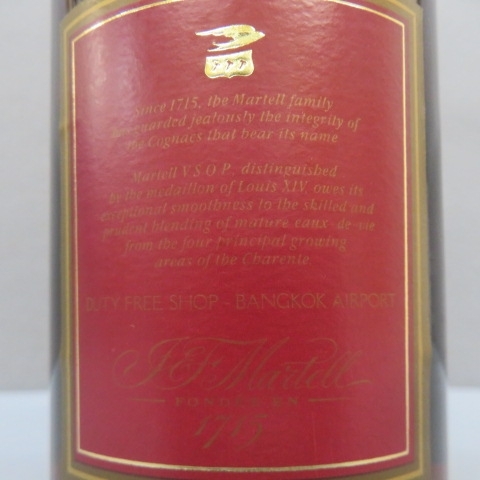 Since 1715, the Martell family
have guarded jealously the integrity of
the Cognacs that bear its name
Martell V.S.O.P., distinguished
by the medallion of Louis XIV, owes its
exceptional smoothness to the skilled and
prudent blending of mature eaux-de-vie
from the four principal growing
areas of the Charente
DUTY FREE SHOP - BANGKOK AIRPORT
J.F. Martell
FONDÉE EN
1715